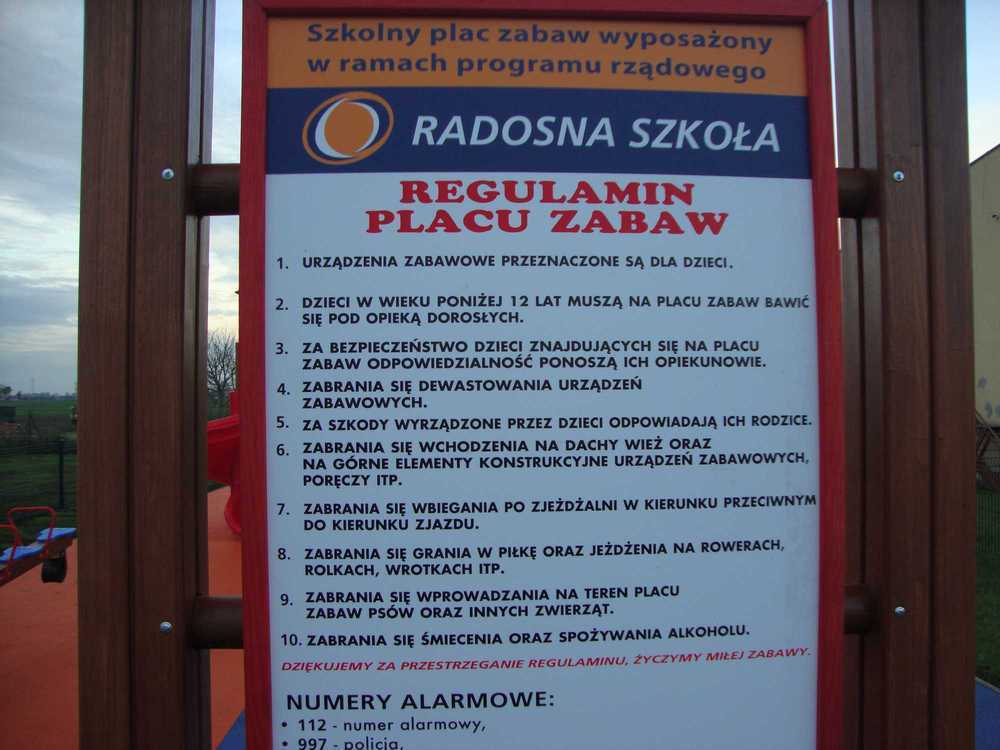 Szkolny plac zabaw wyposażony
w ramach programu rządowego
RADOSNA SZKOŁA
REGULAMIN
PLACU ZABAW
1. URZĄDZENIA ZABAWOWE PRZEZNACZONE SĄ DLA DZIECI.
2. DZIECI W WIEKU PONIŻEJ 12 LAT MUSZĄ NA PLACU ZABAW BAWIĆ
SIĘ POD OPIEKĄ DOROSŁYCH.
3. ZA BEZPIECZEŃSTWO DZIECI ZNAJDUJĄCYCH SIĘ NA PLACU
ZABAW ODPOWIEDZIALNOŚĆ PONOSZĄ ICH OPIEKUNOWIE.
4. ZABRANIA SIĘ DEWASTOWANIA URZĄDZEŃ
ZABAWOWYCH.
5. ZA SZKODY WYRZĄDZONE PRZEZ DZIECI ODPOWIADAJĄ ICH RODZICE.
6. ZABRANIA SIĘ WCHODZENIA NA DACHY WIEŻ ORAZ
NA GÓRNE ELEMENTY KONSTRUKCYJNE URZĄDZEŃ ZABAWOWYCH,
PORĘCZY ITP.
7. ZABRANIA SIĘ WBIEGANIA PO ZJEŻDŻALNI W KIERUNKU PRZECIWNYM
DO KIERUNKU ZJAZDU.
8. ZABRANIA SIĘ GRANIA W PIŁKĘ ORAZ JEŻDŻENIA NA ROWERACH,
ROLKACH, WROTKACH ITP.
9. ZABRANIA SIĘ WPROWADZANIA NA TEREN PLACU
ZABAW PSÓW ORAZ INNYCH ZWIERZĄT.
10. ZABRANIA SIĘ ŚMIECENIA ORAZ SPOŻYWANIA ALKOHOLU.
DZIĘKUJEMY ZA PRZESTRZEGANIE REGULAMINU, ŻYCZYMY MIŁEJ ZABAWY.
NUMERY ALARMOWE:
• 112 - numer alarmowy,
• 997 - policja,